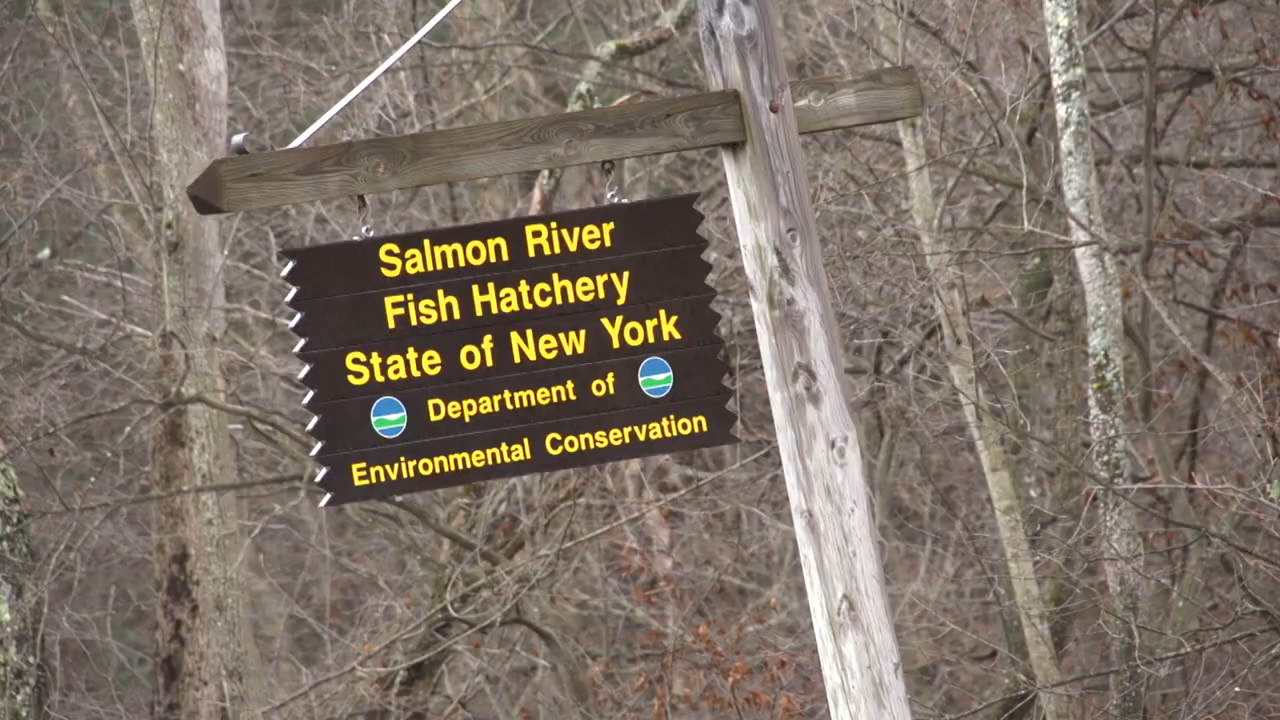 Salmon River
Fish Hatchery
State of New York
Department of
Environmental Conservation